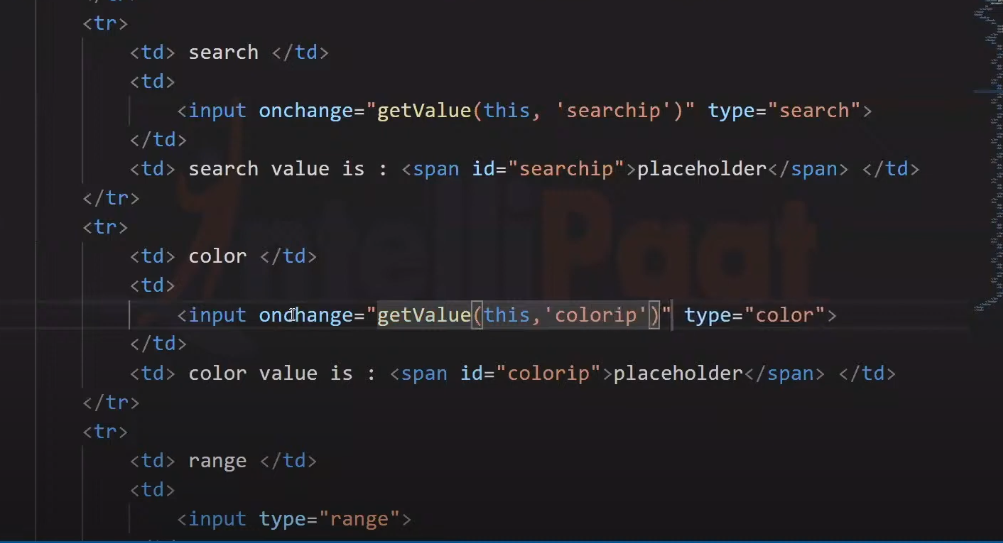 <tr>
<td> search </td>
<td>
<input onchange="getValue(this, 'searchip')" type="search">
</td>
<td> search value is : <span id="searchip">placeholder</span> </td>
</tr>
<tr>
<td> color </td>
<td>
<input onchange="getValue(this,'colorip')" type="color">
</td>
<td> color value is : <span id="colorip">placeholder</span> </td>
</tr>
<tr>
<td> range </td>
<td>
<input type="range">
IntelliPaat